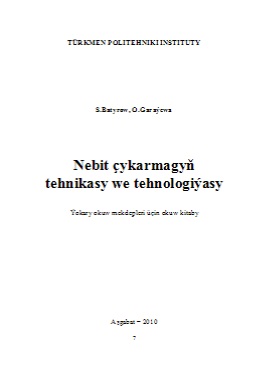 TÜRKMEN POLITEHNIKI INSTITUTY
S.Batyrow, O.Garaýewa
Nebit çykarmagyň
tehnikasy we tehnologiýasy
Ýokary okuw mekdepleri üçin okuw kitaby
Aşgabat – 2010
7